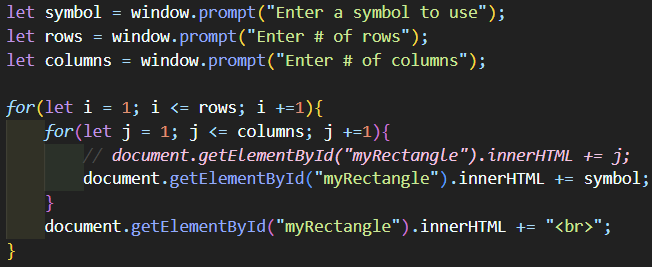 let symbol = window.prompt("Enter a symbol to use");
let rows = window.prompt("Enter # of rows");
let columns = window.prompt("Enter # of columns");
for(let i = 1; i <= rows; i +=1){
for(let j = 1; j <= columns; j +=1){
// document.getElementById("myRectangle").innerHTML += j;
document.getElementById("myRectangle").innerHTML += symbol;
}
document.getElementById("myRectangle").innerHTML += "<br>";
}